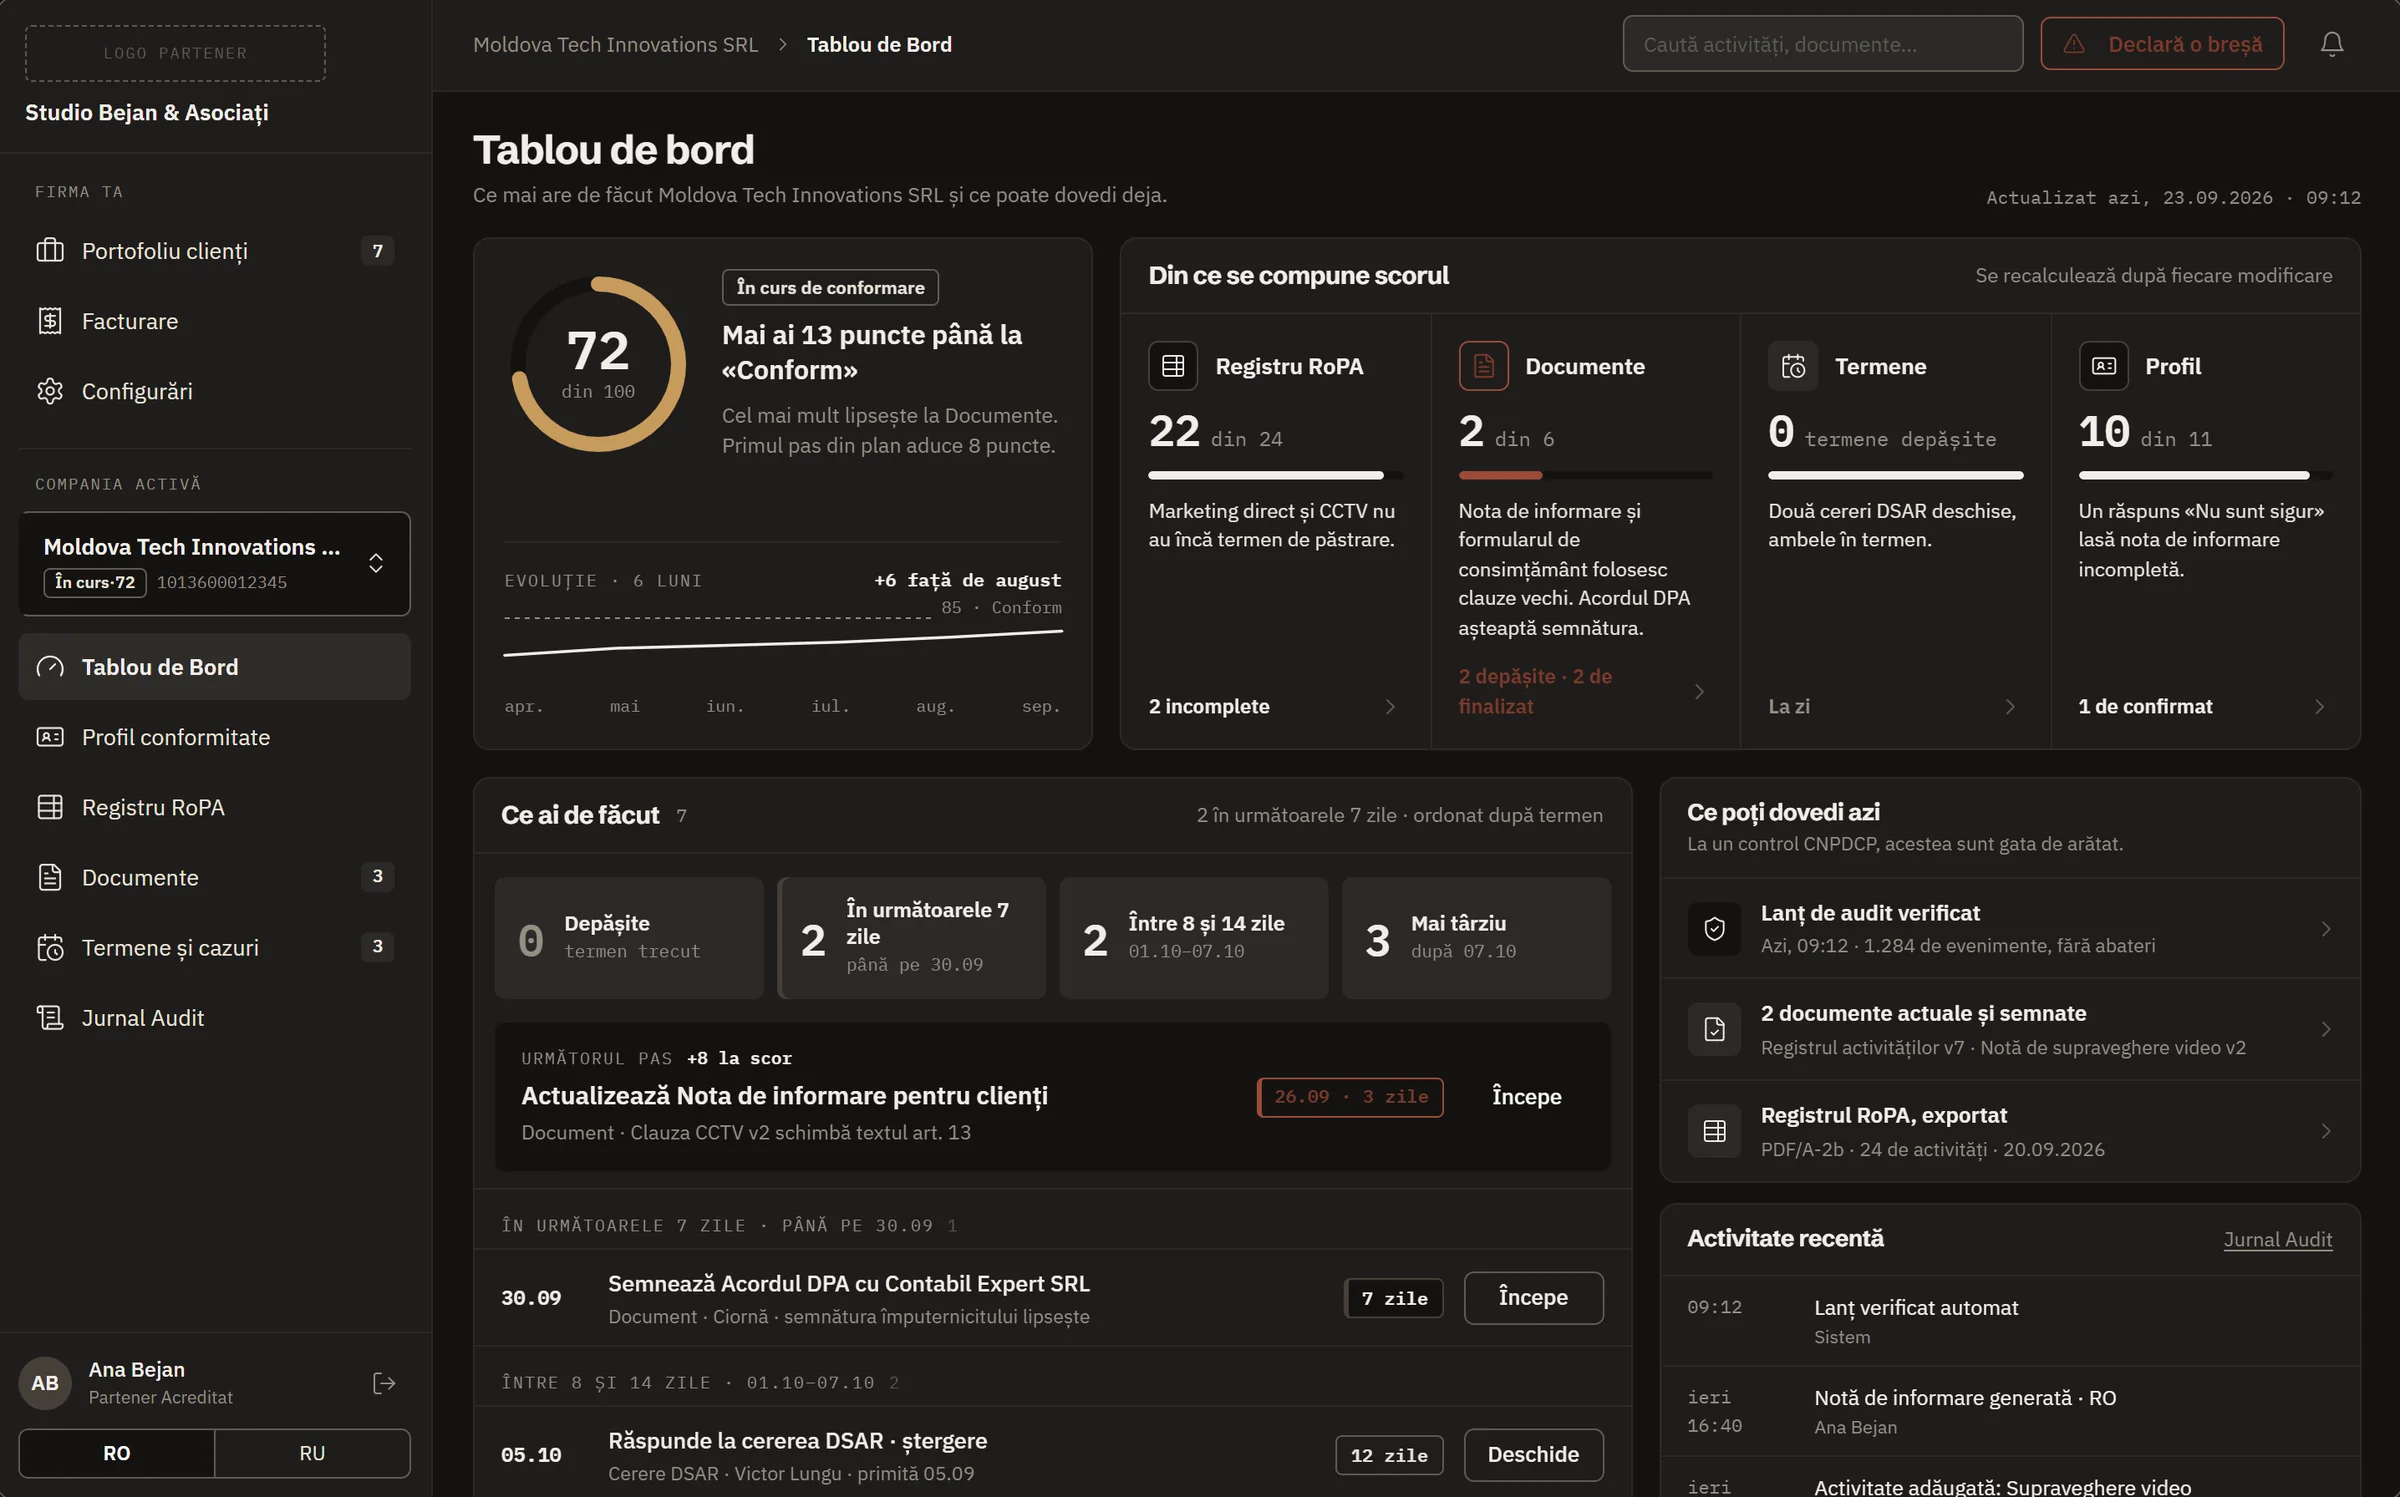 LOGO PARTENER
Studio Bejan & Asociați
FIRMA TA
Portofoliu clienți 7
Facturare
Configurări
COMPANIA ACTIVĂ
Moldova Tech Innovations ...
În curs·72 1013600012345
Tablou de Bord
Profil conformitate
Registru RoPA
Documente 3
Termene și cazuri 3
Jurnal Audit
AB
Ana Bejan
Partener Acreditat
RO RU
Moldova Tech Innovations SRL > Tablou de Bord
Caută activități, documente...
Declară o breșă
Tablou de bord
Ce mai are de făcut Moldova Tech Innovations SRL și ce poate dovedi deja.
Actualizat azi, 23.09.2026 · 09:12
72
din 100
În curs de conformare
Mai ai 13 puncte până la
«Conform»
Cel mai mult lipsește la Documente.
Primul pas din plan aduce 8 puncte.
EVOLUȚIE · 6 LUNI
+6 față de august
85 · Conform
apr. mai iun. iul. aug. sep.
Din ce se compune scorul
Se recalculează după fiecare modificare
Registru RoPA
22 din 24
Marketing direct și CCTV nu
au încă termen de păstrare.
2 incomplete
Documente
2 din 6
Nota de informare și
formularul de
consimțământ folosesc
clauze vechi. Acordul DPA
așteaptă semnătura.
2 depășite · 2 de
finalizat
Termene
0 termene depășite
Două cereri DSAR deschise,
ambele în termen.
La zi
Profil
10 din 11
Un răspuns «Nu sunt sigur»
lasă nota de informare
incompletă.
1 de confirmat
Ce ai de făcut 7
2 în următoarele 7 zile · ordonat după termen
0 Depășite
termen trecut
2 În următoarele 7
zile
până pe 30.09
2 Între 8 și 14 zile
01.10–07.10
3 Mai târziu
după 07.10
URMĂTORUL PAS +8 la scor
Actualizează Nota de informare pentru clienți
Document · Clauza CCTV v2 schimbă textul art. 13
26.09 · 3 zile
Începe
ÎN URMĂTOARELE 7 ZILE · PÂNĂ PE 30.09 1
30.09
Semnează Acordul DPA cu Contabil Expert SRL
Document · Ciornă · semnătura împuternicitului lipsește
7 zile
Începe
ÎNTRE 8 ȘI 14 ZILE · 01.10–07.10 2
05.10
Răspunde la cererea DSAR · ștergere
Cerere DSAR · Victor Lungu · primită 05.09
12 zile
Deschide
Ce poți dovedi azi
La un control CNPDCP, acestea sunt gata de arătat.
Lanț de audit verificat
Azi, 09:12 · 1.284 de evenimente, fără abateri
2 documente actuale și semnate
Registrul activităților v7 · Notă de supraveghere video v2
Registrul RoPA, exportat
PDF/A-2b · 24 de activități · 20.09.2026
Activitate recentă
Jurnal Audit
09:12
Lanț verificat automat
Sistem
ieri
16:40
Notă de informare generată · RO
Ana Bejan
ieri
Activitate adăugată: Supraveghere video